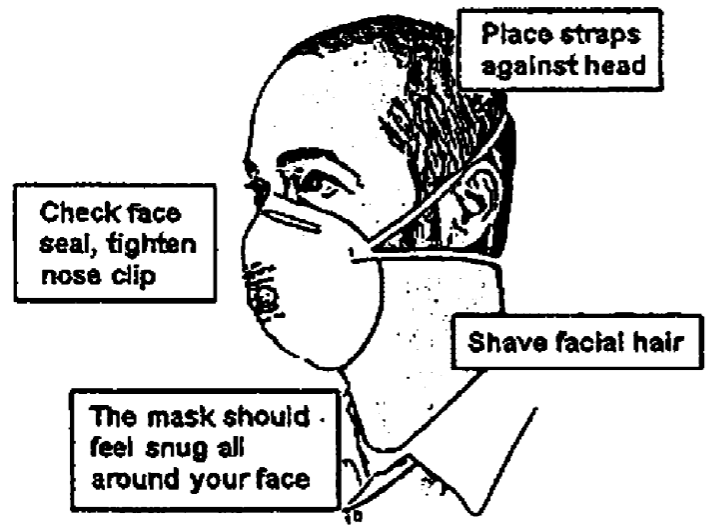 Place straps
against head
Check face
seal, tighten
nose clip
Shave facial hair
The mask should
feel snug all
around your face